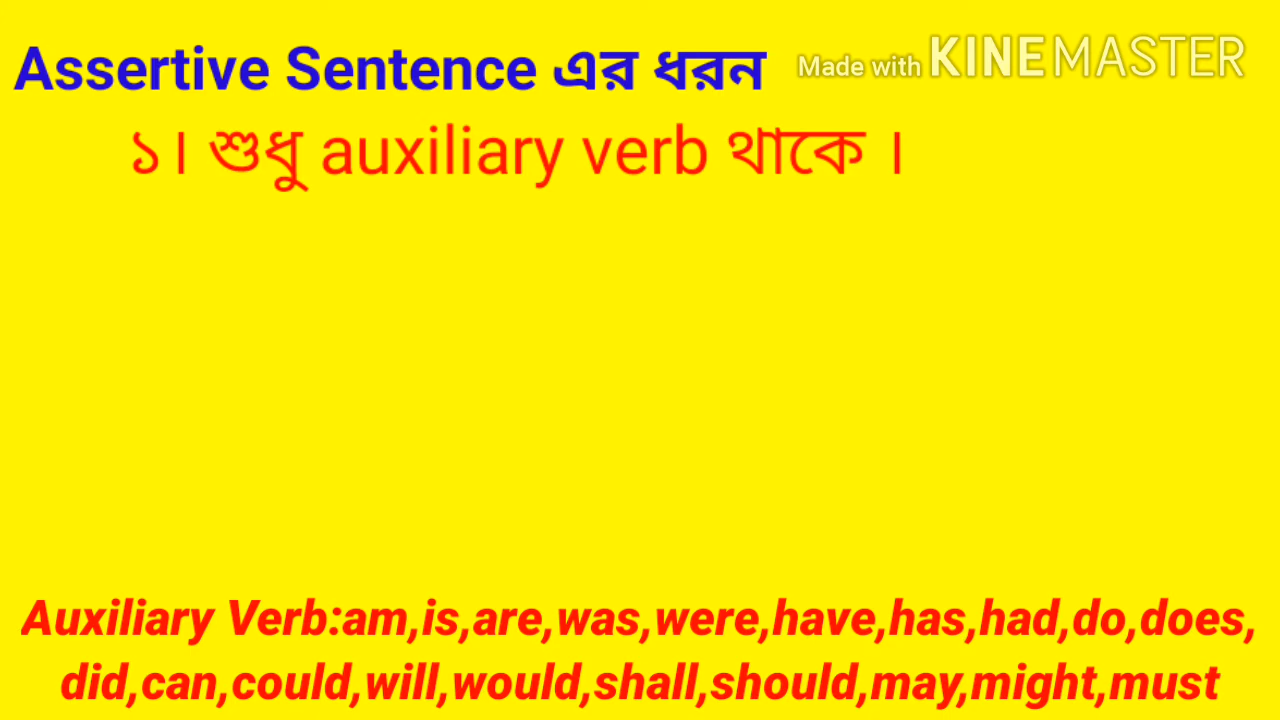 Assertive Sentence এর ধরন
Made with KINEMASTER
১। শুধু auxiliary verb থাকে ।
Auxiliary Verb:am,is,are,was,were,have,has,had,do,does,
did,can,could,will,would,shall,should,may,might,must